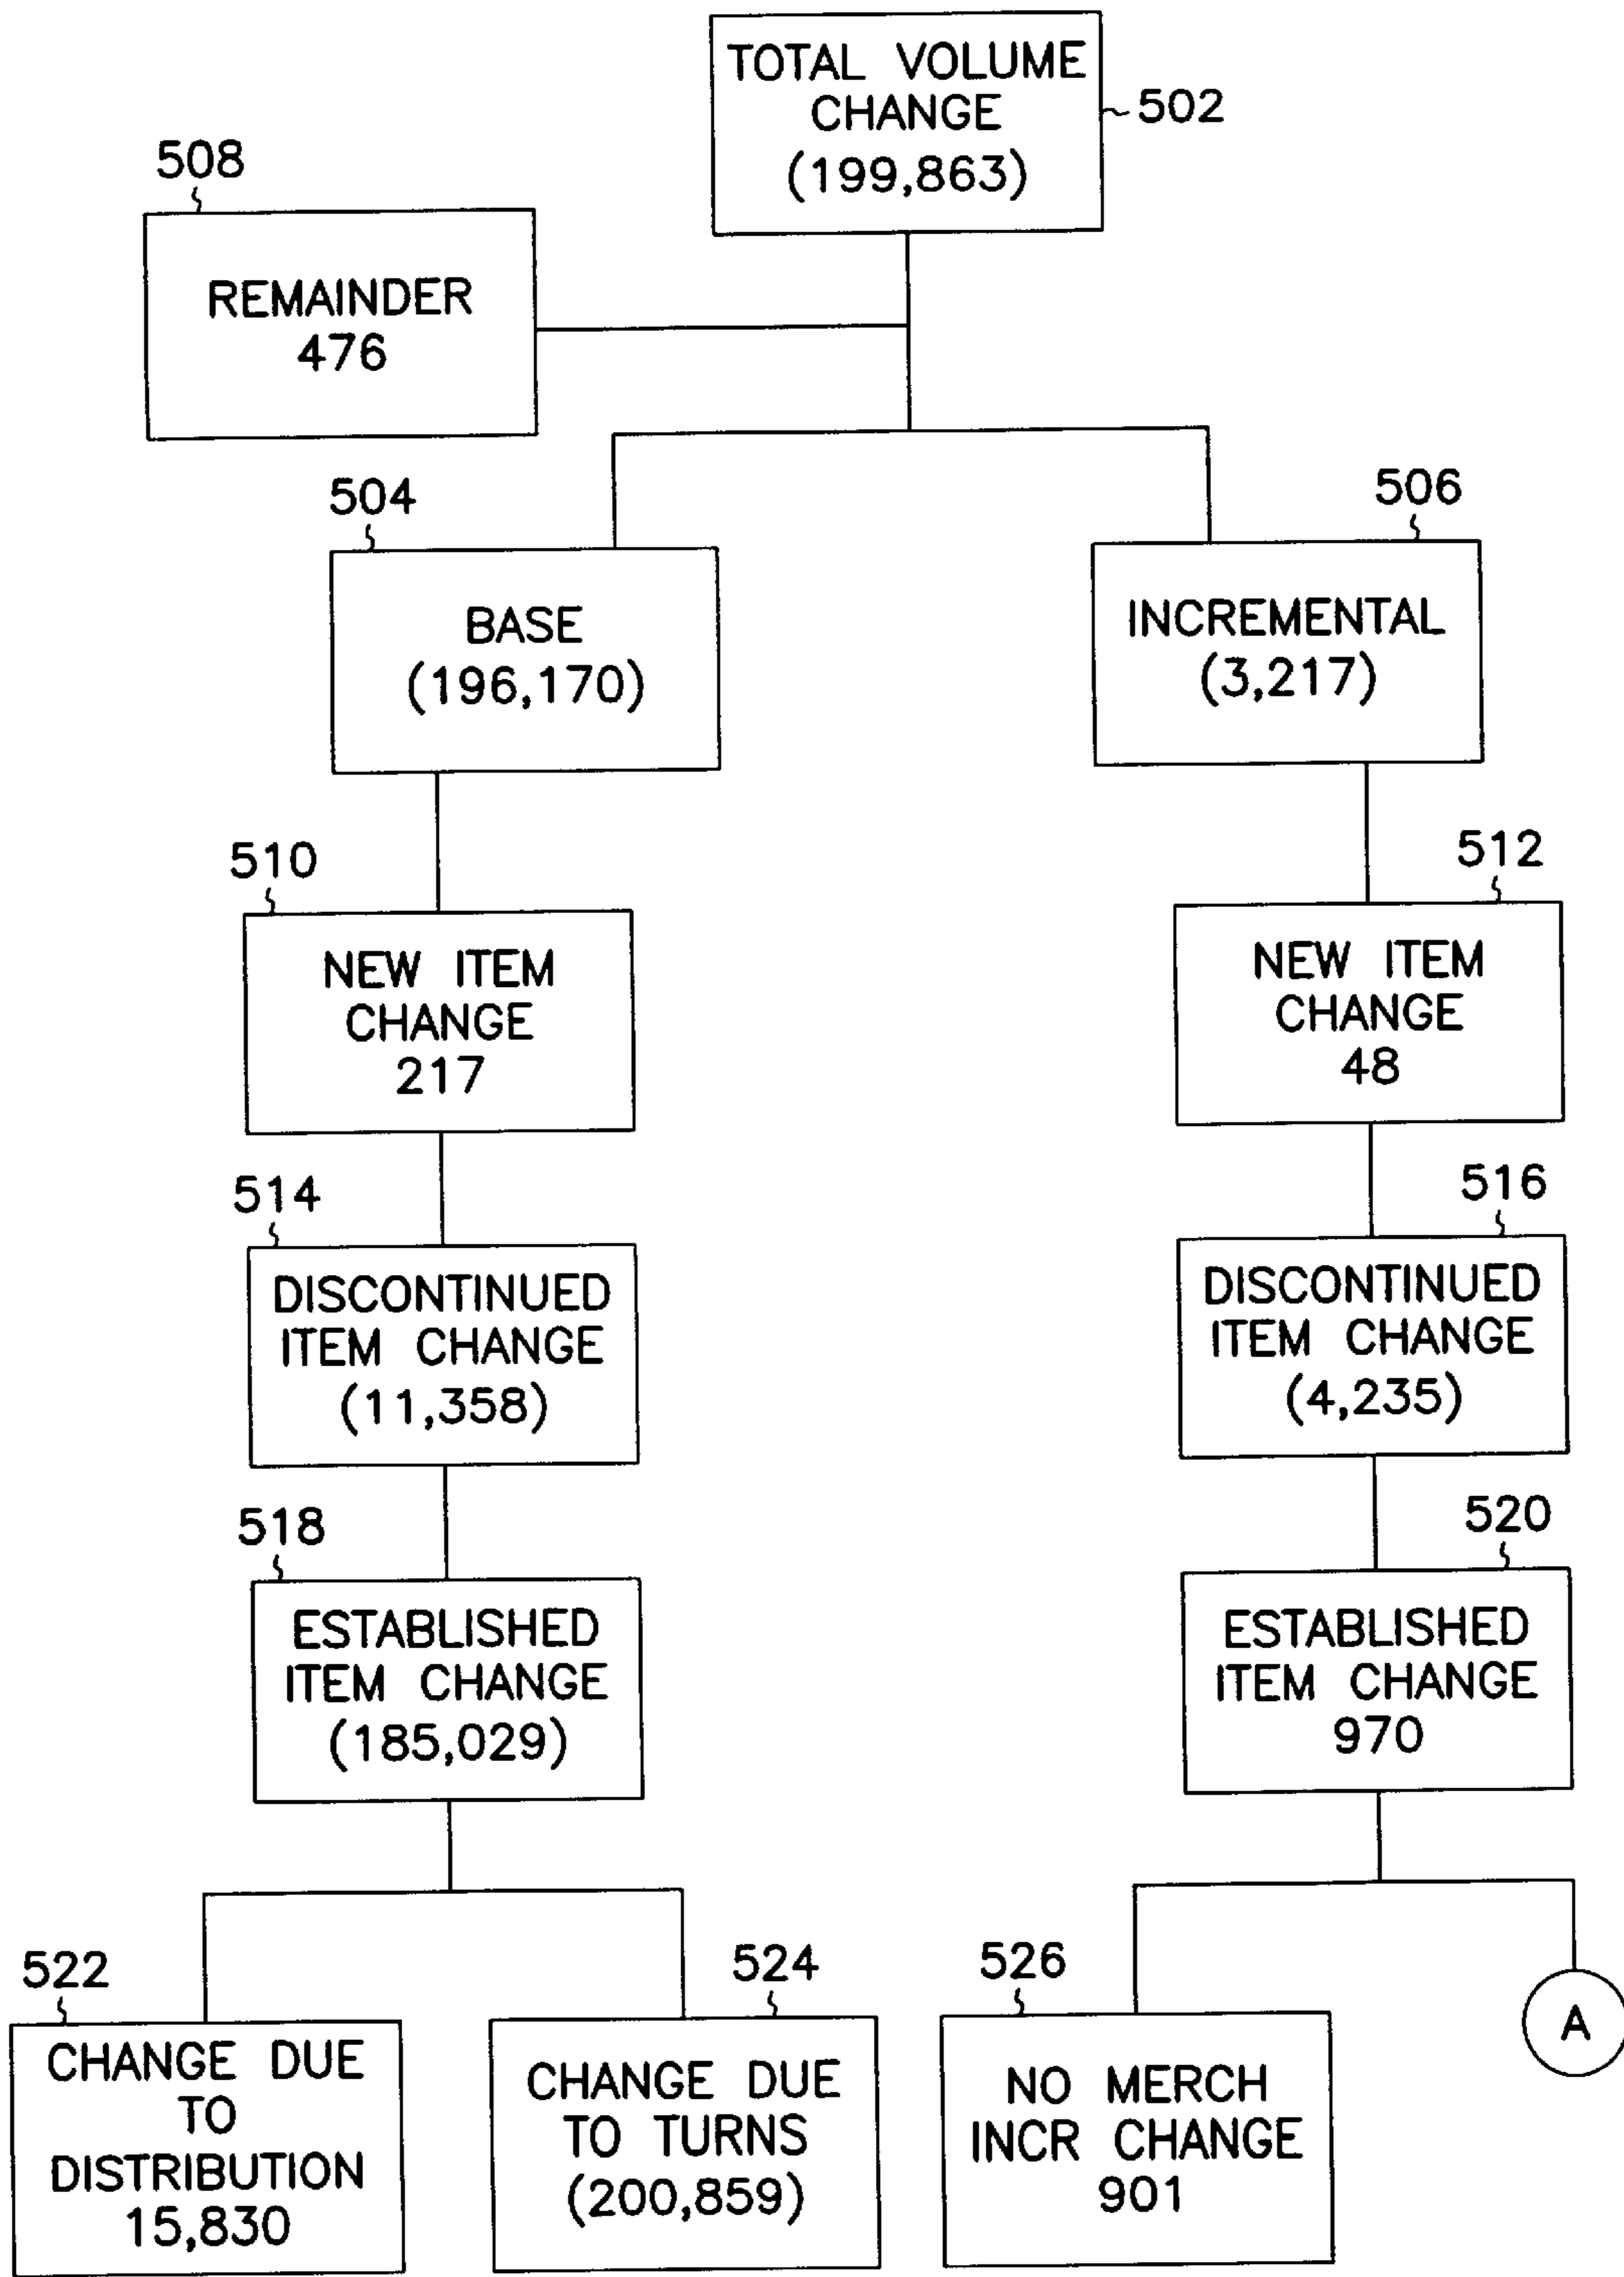 TOTAL VOLUME
CHANGE
(199,863)
502
508
REMAINDER
476
504
BASE
(196,170)
506
INCREMENTAL
(3,217)
510
NEW ITEM
CHANGE
217
512
NEW ITEM
CHANGE
48
514
DISCONTINUED
ITEM CHANGE
(11,358)
516
DISCONTINUED
ITEM CHANGE
(4,235)
518
ESTABLISHED
ITEM CHANGE
(185,029)
520
ESTABLISHED
ITEM CHANGE
970
522
CHANGE DUE
TO
DISTRIBUTION
15,830
524
CHANGE DUE
TO TURNS
(200,859)
526
NO MERCH
INCR CHANGE
901
A